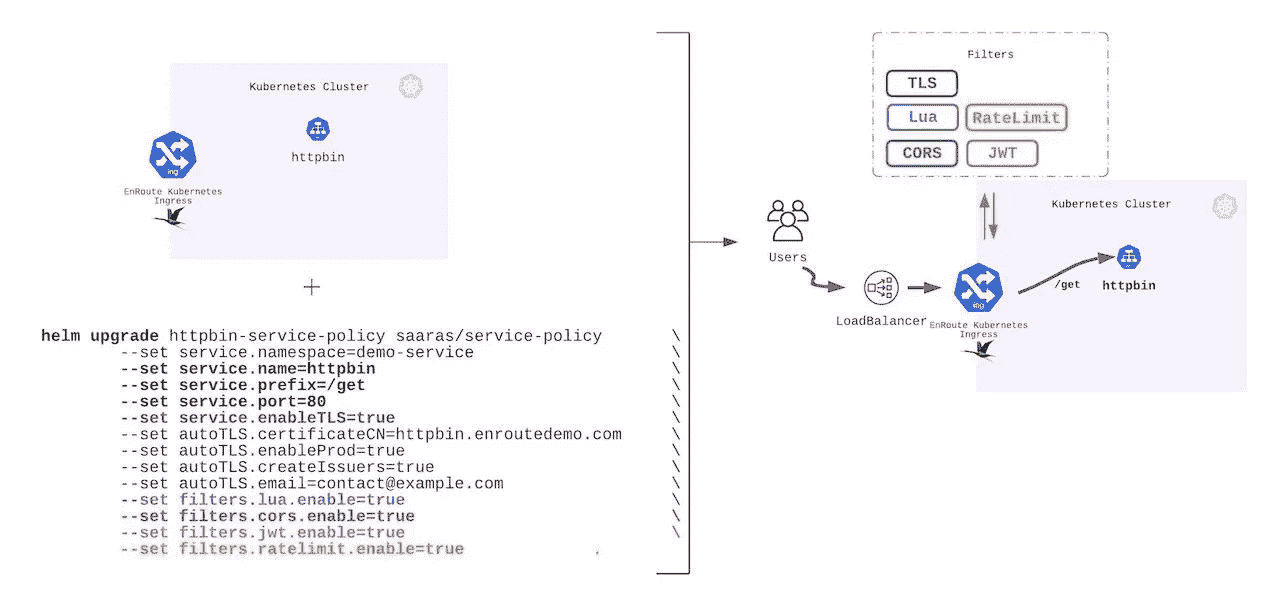 Kubernetes Cluster
httpbin
ing
EnRoute Kubernetes
Ingress
+
helm upgrade httpbin-service-policy saaras/service-policy \
--set service.namespace=demo-service \
--set service.name=httpbin \
--set service.prefix=/get \
--set service.port=80 \
--set service.enableTLS=true \
--set autoTLS.certificateCN=httpbin.enroutedemo.com \
--set autoTLS.enableProd=true \
--set autoTLS.createIssuers=true \
--set autoTLS.email=contact@example.com \
--set filters.lua.enable=true \
--set filters.cors.enable=true \
--set filters.jwt.enable=true \
--set filters.ratelimit.enable=true .
Filters
TLS
Lua RateLimit
CORS JWT
Kubernetes Cluster
Users
LoadBalancer
ing
EnRoute Kubernetes
Ingress
/get
httpbin